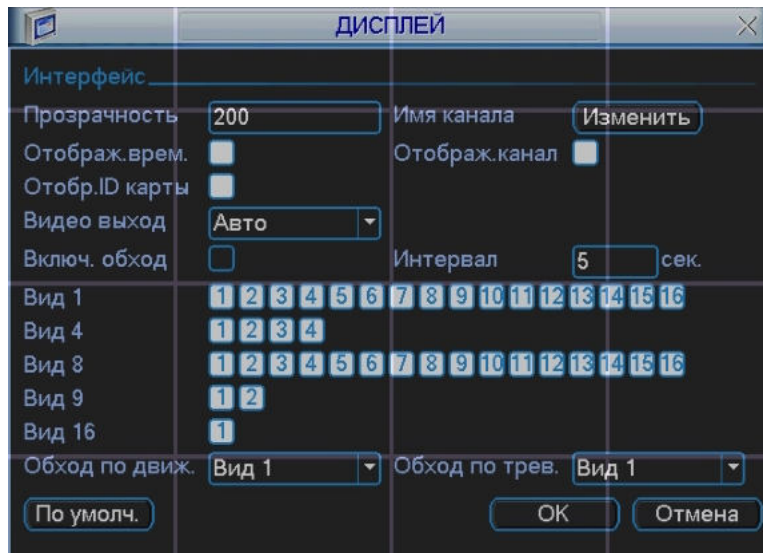 ДИСПЛЕЙ
Интерфейс
Прозрачность 200 Имя канала Изменить
Отображ.врем. Отображ.канал
Отобр.ID карты
Видео выход Авто
Включ. обход Интервал 5 сек.
Вид 1 1 2 3 4 5 6 7 8 9 10 11 12 13 14 15 16
Вид 4 1 2 3 4
Вид 8 1 2 3 4 5 6 7 8 9 10 11 12 13 14 15 16
Вид 9 1 2
Вид 16 1
Обход по движ. Вид 1 Обход по трев. Вид 1
По умолч. OK Отмена